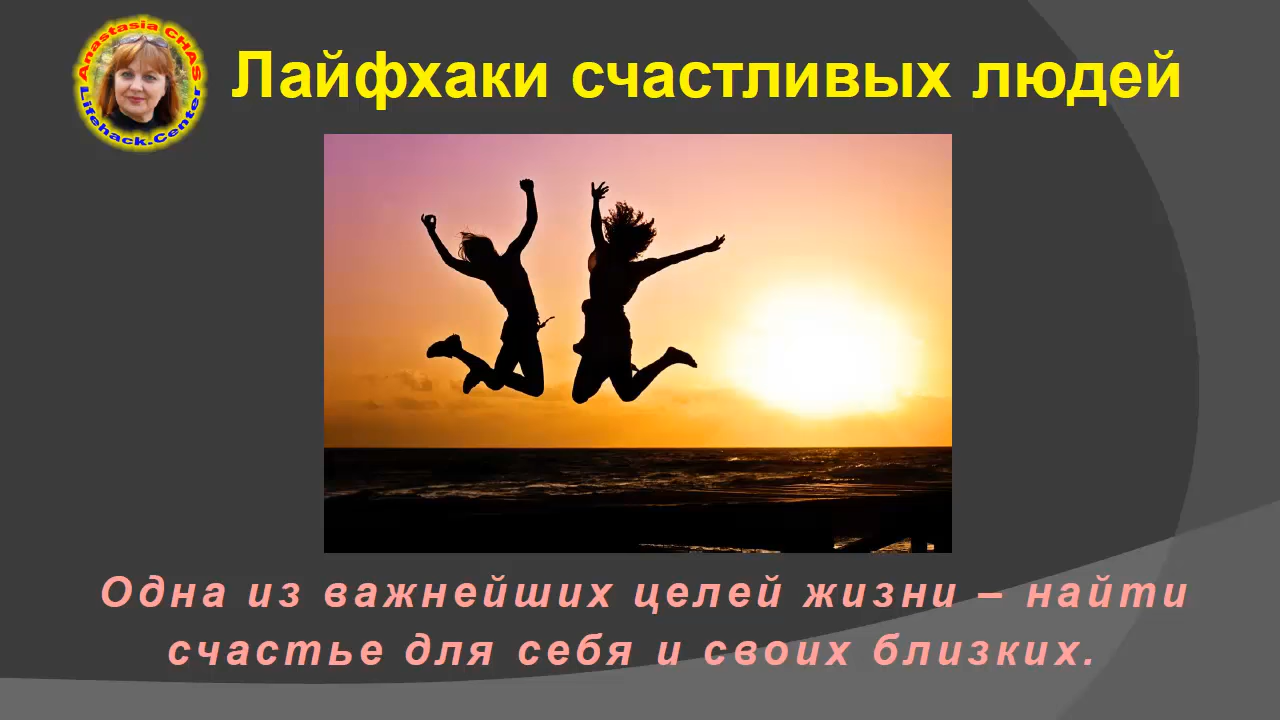 Anastasia CHAS
Lifehack.Center
Лайфхаки счастливых людей
Одна из важнейших целей жизни – найти
счастье для себя и своих близких.